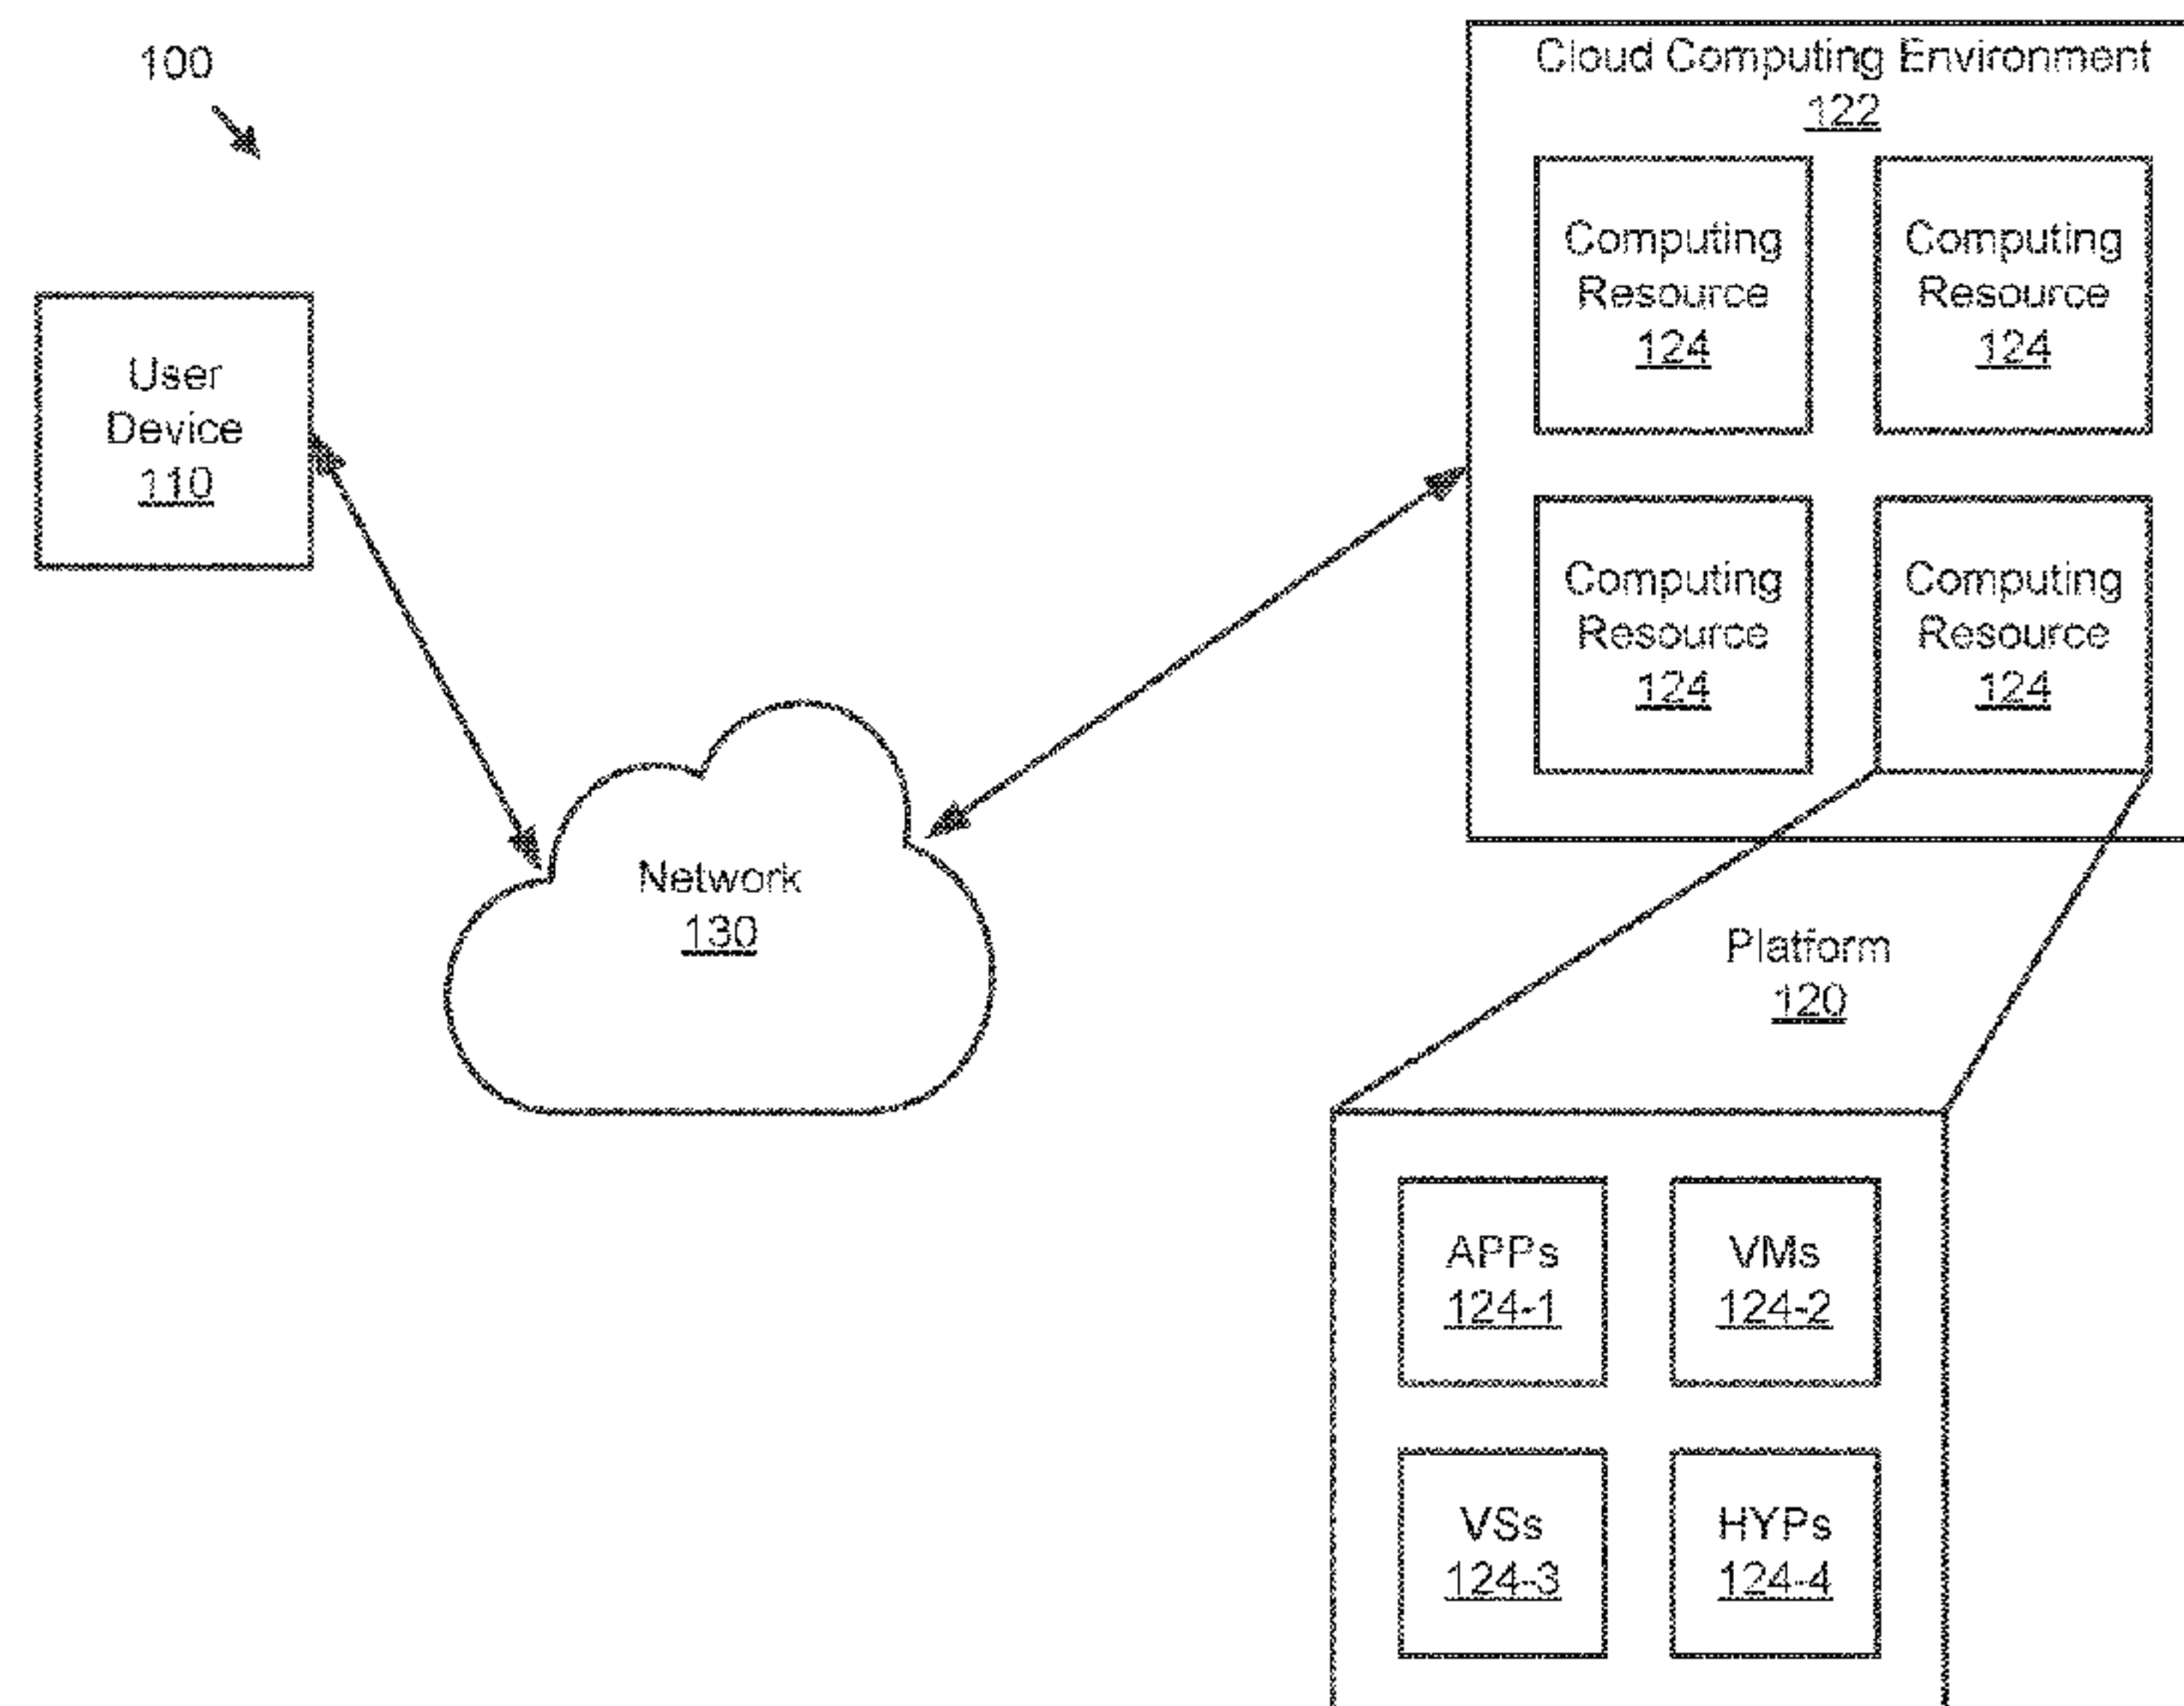 100
Cloud Computing Environment
122
Computing
Resource
124
Computing
Resource
124
User
Device
110
Computing
Resource
124
Computing
Resource
124
Network
130
Platform
120
APPs
124-1
VMs
124-2
VSs
124-3
HYPs
124-4